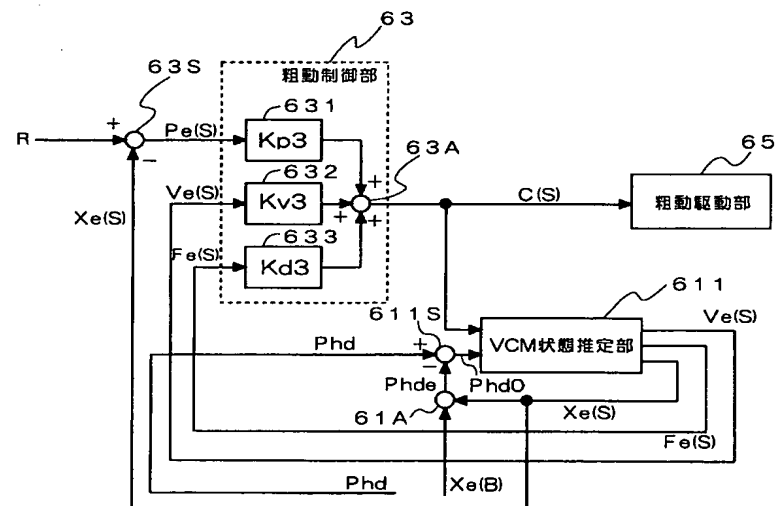 63
63S
粗動制御部
631
R
+
-
Pe(S)
Kp3
63A
+
65
632
Ve(S)
Kv3
+
+
C(S)
粗動駆動部
Xe(S)
633
Fe(S)
Kd3
611
611S
Ve(S)
Phd
+
-
VCM状態推定部
Phd0
Phde
61A
Xe(S)
Fe(S)
Phd
Xe(B)